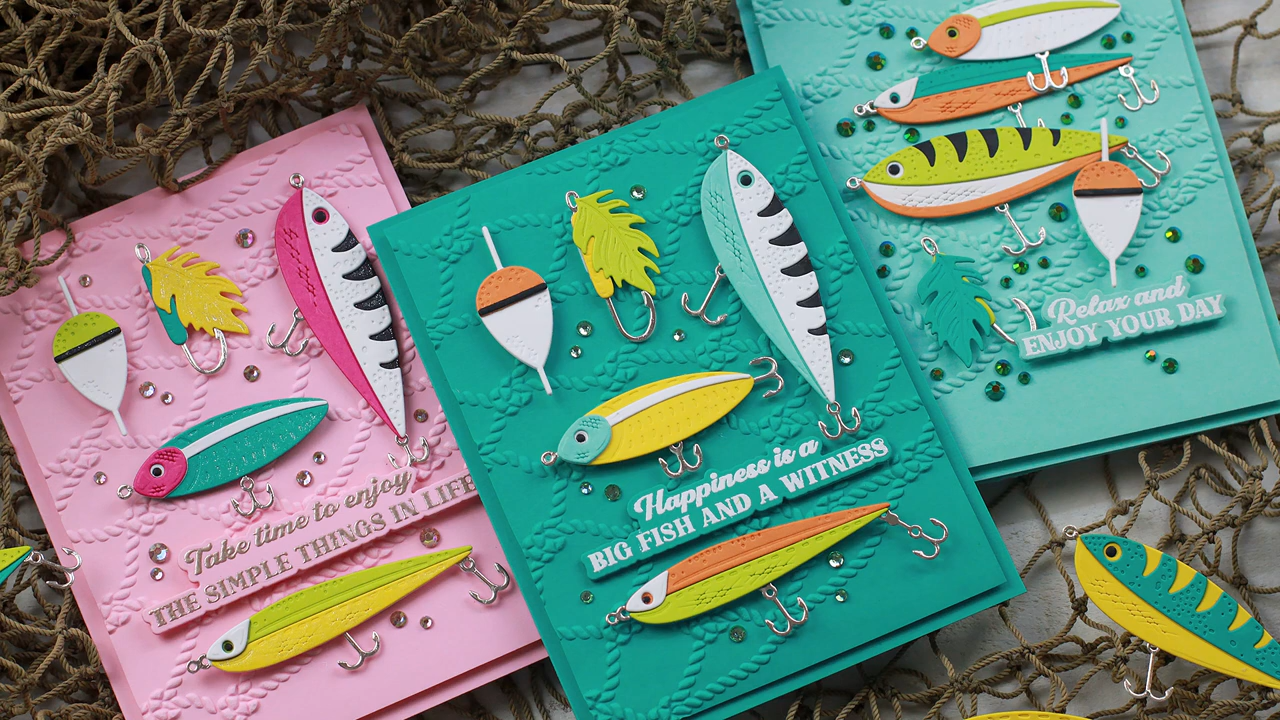 Take time to enjoy
THE SIMPLE THINGS IN LIFE
Happiness is a
BIG FISH AND A WITNESS
Relax and
ENJOY YOUR DAY